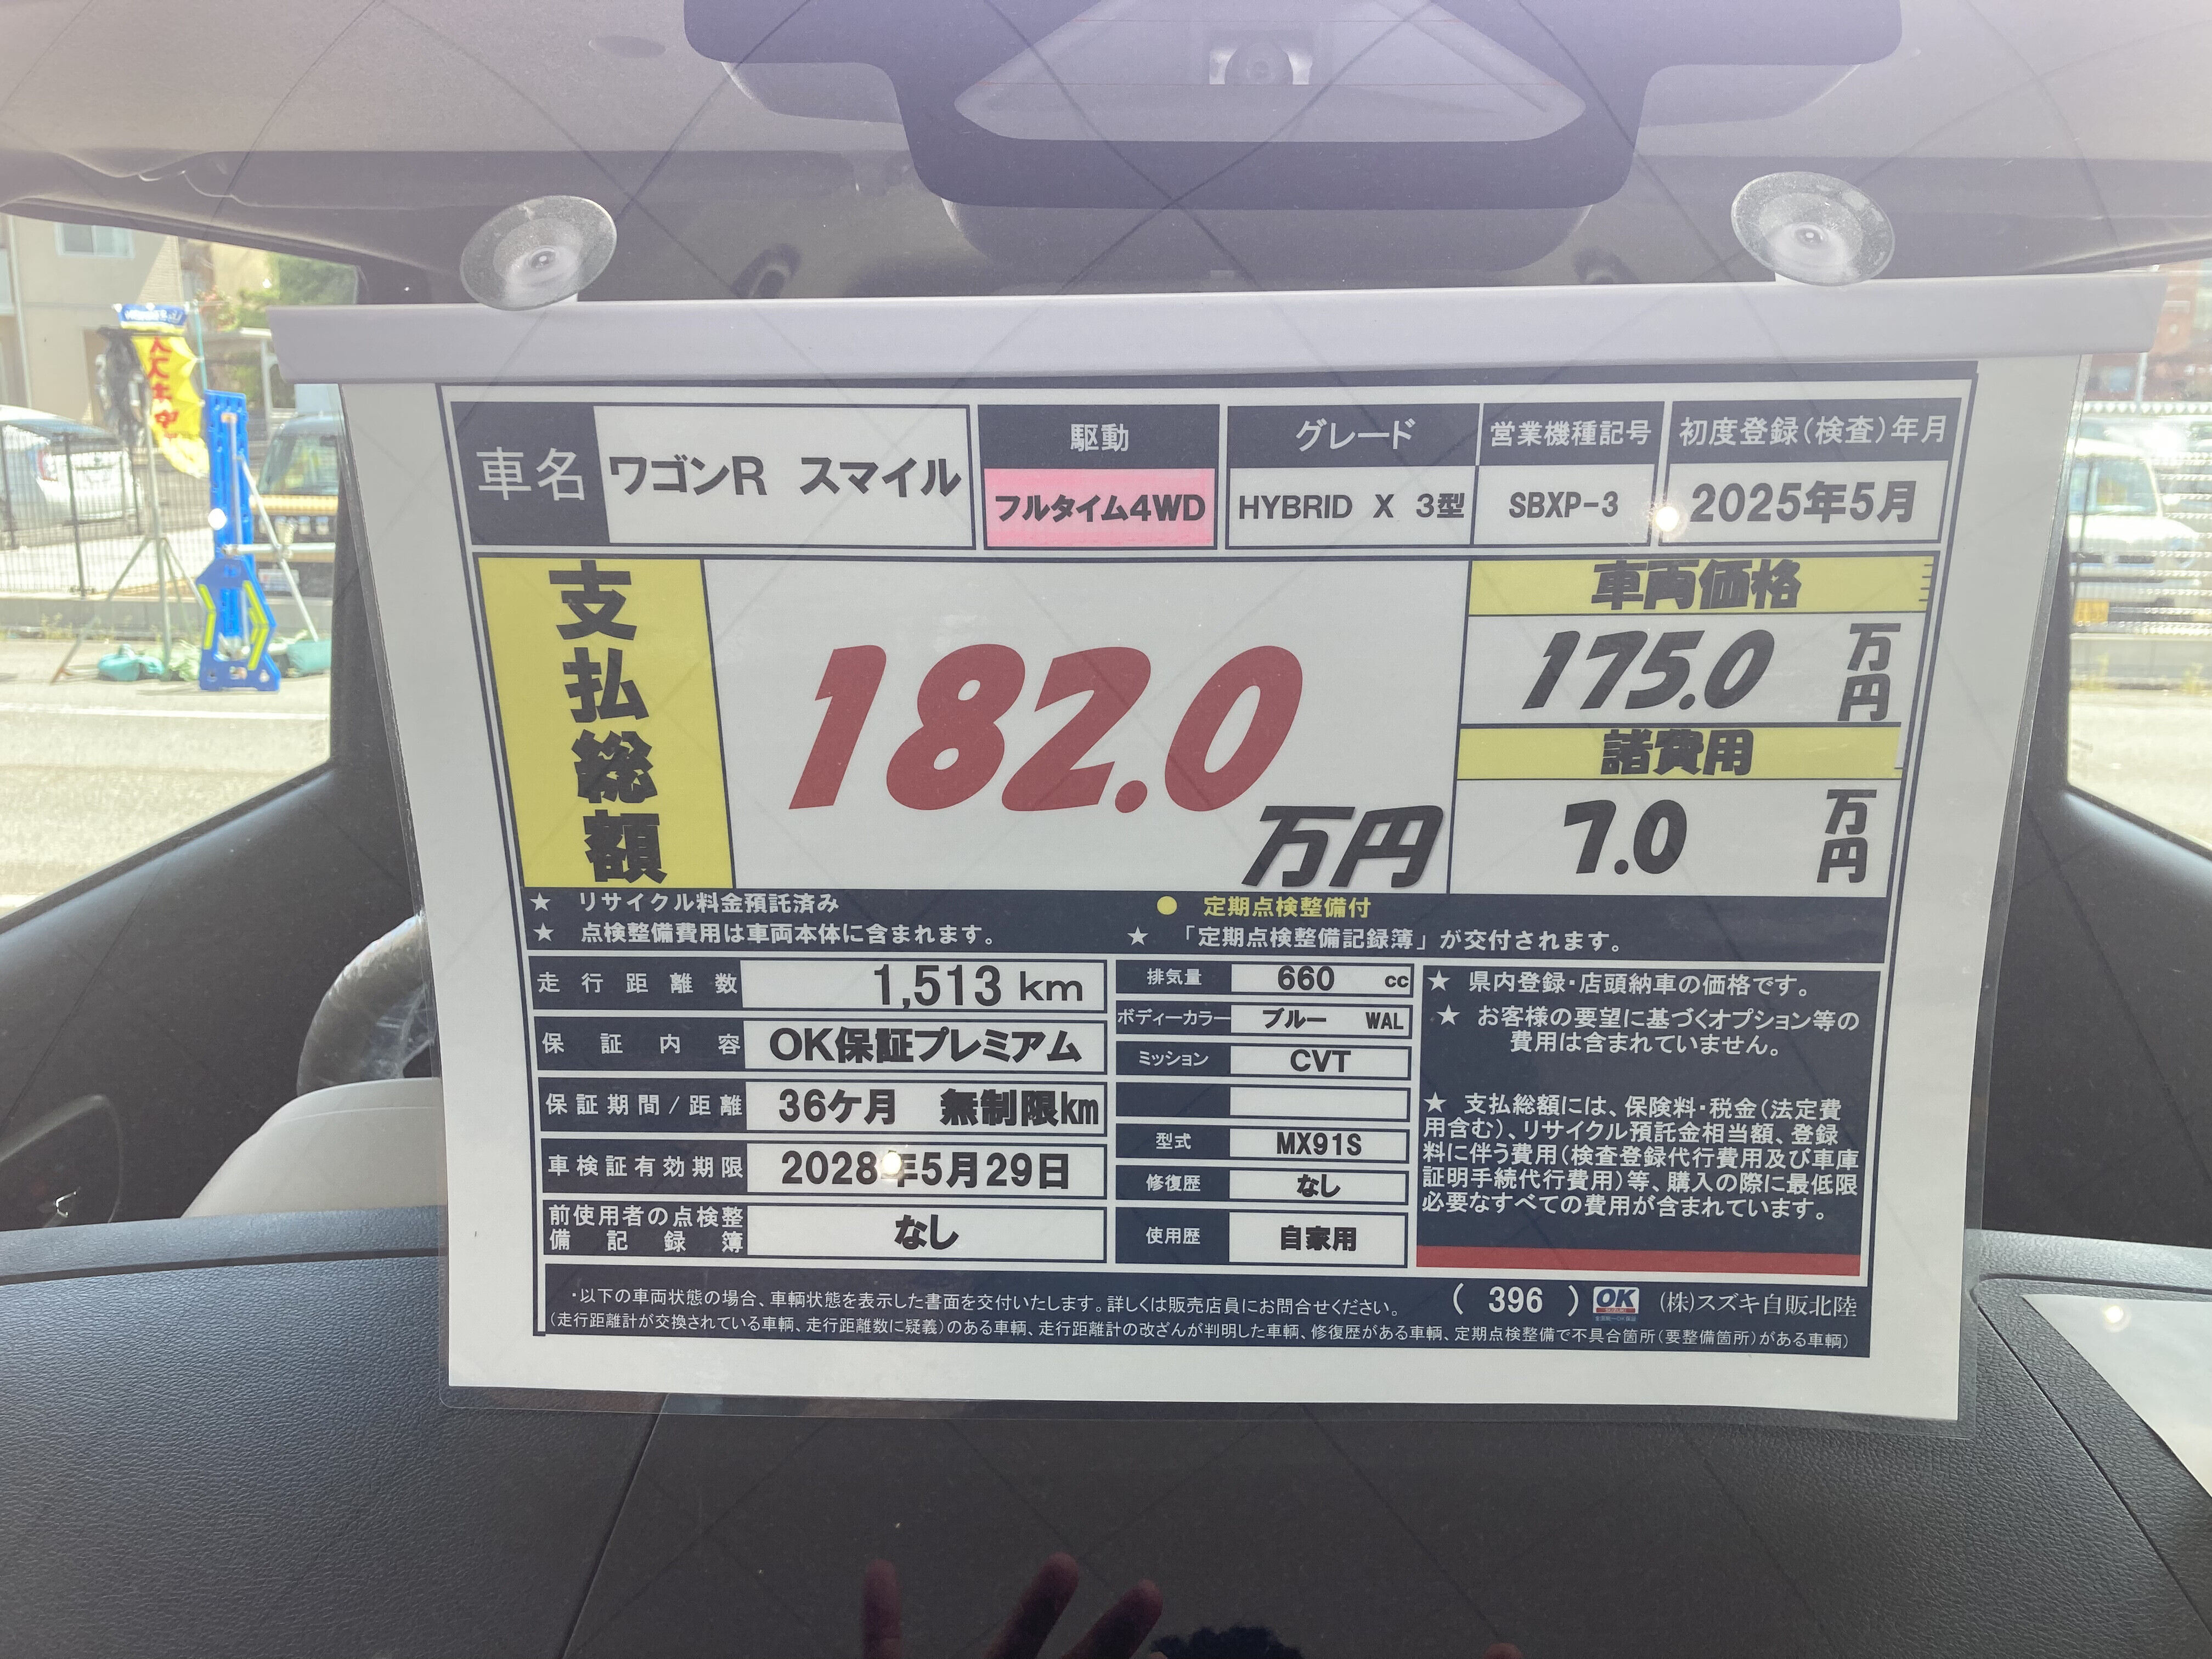 車名 ワゴンR スマイル
駆動
フルタイム4WD
グレード
HYBRID X 3型
営業機種記号
SBXP-3
初度登録(検査)年月
2025年5月
支払総額
182.0
万円
車両価格
175.0 万円
諸費用
7.0 万円
★ リサイクル料金預託済み
★ 点検整備費用は車両本体に含まれます。
● 定期点検整備付
★ 「定期点検整備記録簿」が交付されます。
走行距離数 1,513 km
保証内容 OK保証プレミアム
保証期間/距離 36ケ月 無制限km
車検証有効期限 2028年5月29日
前使用者の点検整備記録簿 なし
排気量 660 cc
ボディーカラー ブルー WAL
ミッション CVT
型式 MX91S
修復歴 なし
使用歴 自家用
★ 県内登録・店頭納車の価格です。
★ お客様の要望に基づくオプション等の
費用は含まれていません。
★ 支払総額には、保険料・税金(法定費
用含む)、リサイクル預託金相当額、登録
料に伴う費用(検査登録代行費用及び車庫
証明手続代行費用)等、購入の際に最低限
必要なすべての費用が含まれています。
・以下の車両状態の場合、車輌状態を表示した書面を交付いたします。詳しくは販売店員にお問合せください。
( 396 ) OK (株)スズキ自販北陸
(走行距離計が交換されている車輌、走行距離数に疑義)のある車輌、走行距離計の改ざんが判明した車輌、修復歴がある車輌、定期点検整備で不具合箇所(要整備箇所)がある車輌)